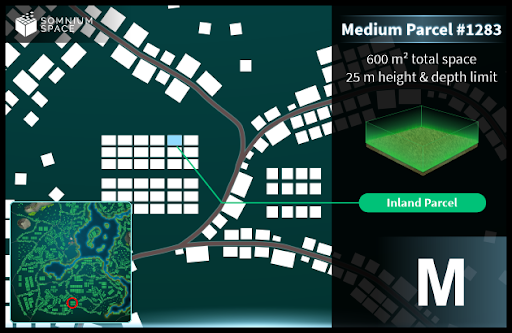 SOMNIUM
SPACE
Medium Parcel #1283
600 m² total space
25 m height & depth limit
Inland Parcel
M